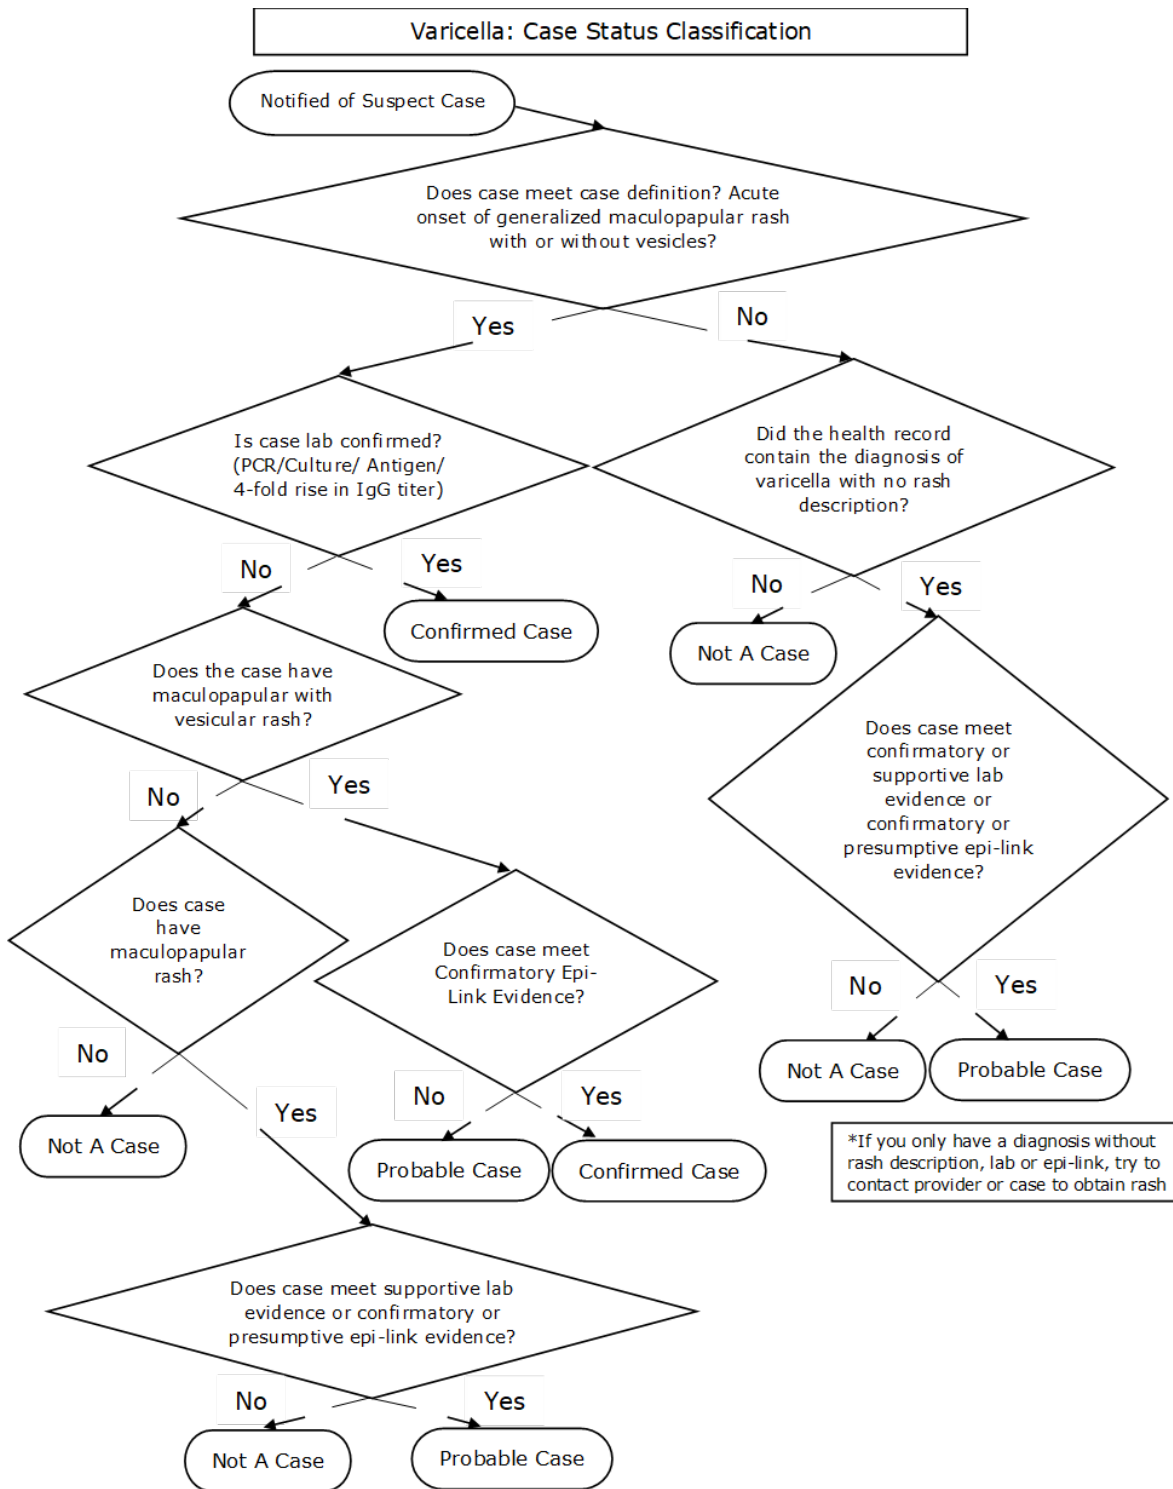 Varicella: Case Status Classification
Notified of Suspect Case
Does case meet case definition? Acute
onset of generalized maculopapular rash
with or without vesicles?
Yes
No
Is case lab confirmed?
(PCR/Culture/ Antigen/
4-fold rise in IgG titer)
Did the health record
contain the diagnosis of
varicella with no rash
description?
No
Yes
No
Yes
Confirmed Case
Not A Case
Does the case have
maculopapular with
vesicular rash?
Does case meet
confirmatory or
supportive lab
evidence or
confirmatory or
presumptive epi-link
evidence?
No
Yes
Does case
have
maculopapular
rash?
Does case meet
Confirmatory Epi-
Link Evidence?
No
Yes
Not A Case
Probable Case
No
Yes
No
Yes
Not A Case
Probable Case
Confirmed Case
*If you only have a diagnosis without
rash description, lab or epi-link, try to
contact provider or case to obtain rash
Does case meet supportive lab
evidence or confirmatory or
presumptive epi-link evidence?
No
Yes
Not A Case
Probable Case